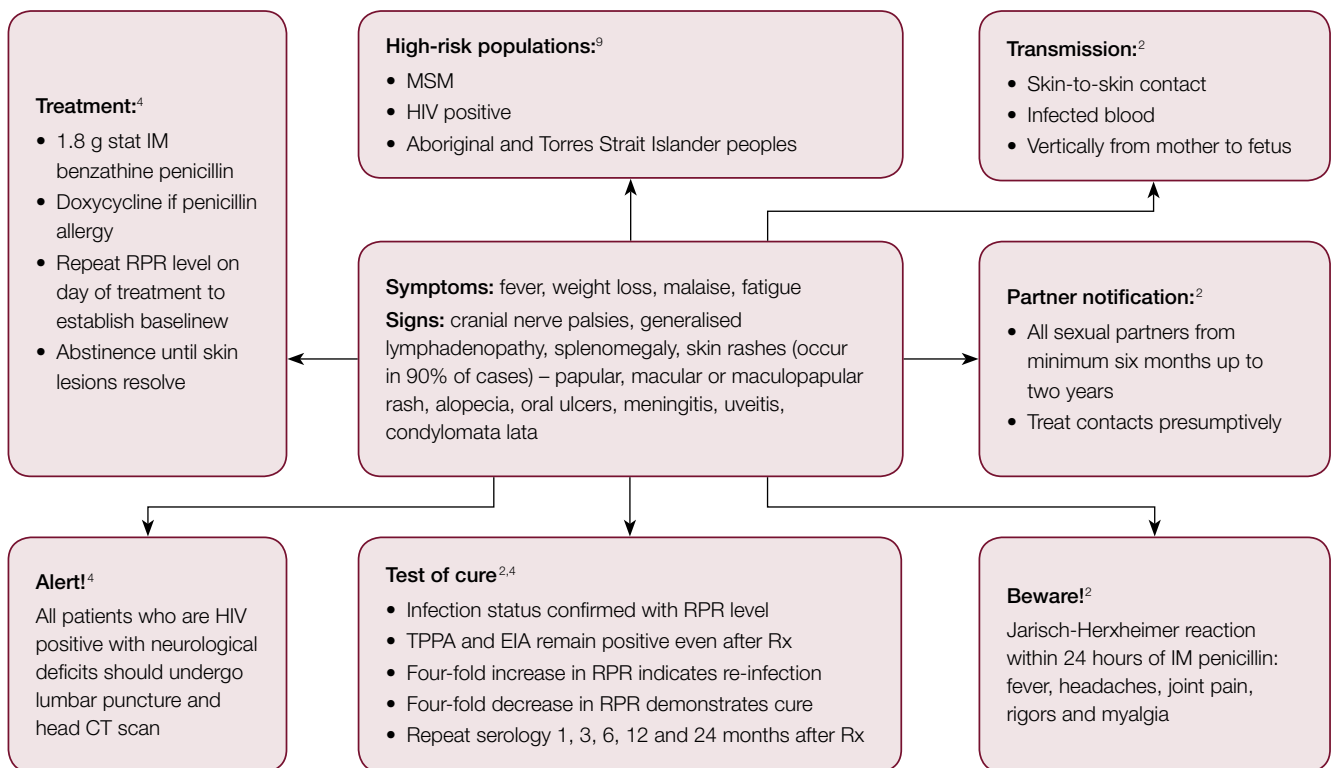 Treatment:4
• 1.8 g stat IM
benzathine penicillin
• Doxycycline if penicillin
allergy
• Repeat RPR level on
day of treatment to
establish baselinew
• Abstinence until skin
lesions resolve
High-risk populations:9
• MSM
• HIV positive
• Aboriginal and Torres Strait Islander peoples
Transmission:2
• Skin-to-skin contact
• Infected blood
• Vertically from mother to fetus
Symptoms: fever, weight loss, malaise, fatigue
Signs: cranial nerve palsies, generalised
lymphadenopathy, splenomegaly, skin rashes (occur
in 90% of cases) – papular, macular or maculopapular
rash, alopecia, oral ulcers, meningitis, uveitis,
condylomata lata
Partner notification:2
• All sexual partners from
minimum six months up to
two years
• Treat contacts presumptively
Alert!4
All patients who are HIV
positive with neurological
deficits should undergo
lumbar puncture and
head CT scan
Test of cure2,4
• Infection status confirmed with RPR level
• TPPA and EIA remain positive even after Rx
• Four-fold increase in RPR indicates re-infection
• Four-fold decrease in RPR demonstrates cure
• Repeat serology 1, 3, 6, 12 and 24 months after Rx
Beware!2
Jarisch-Herxheimer reaction
within 24 hours of IM penicillin:
fever, headaches, joint pain,
rigors and myalgia